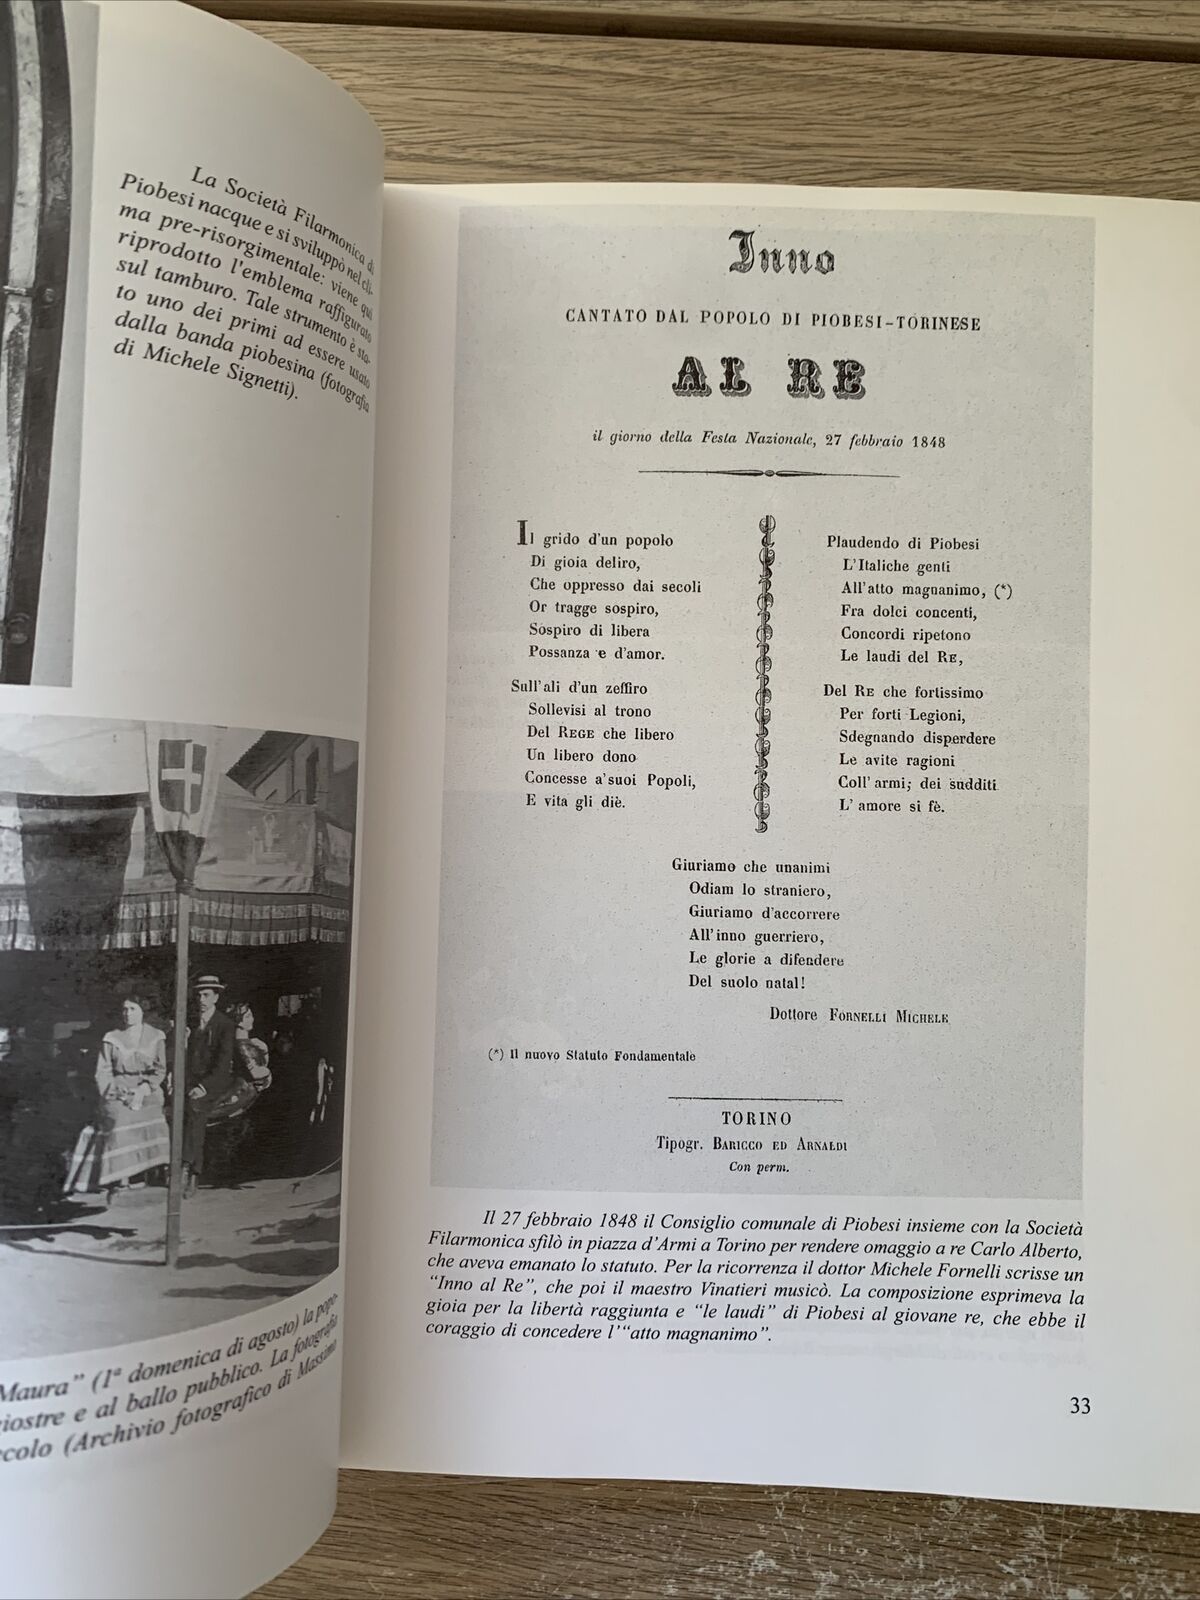 La Società Filarmonica di
Piobesi nacque e si sviluppò nel cli-
ma pre-risorgimentale: viene qui
riprodotto l'emblema raffigurato
sul tamburo. Tale strumento è sta-
to uno dei primi ad essere usato
dalla banda piobesina (fotografia
di Michele Signetti).
Maura" (1ª domenica di agosto) la popo-
giostre e al ballo pubblico. La fotografia
ecolo (Archivio fotografico di Massimo
Inno
CANTATO DAL POPOLO DI PIOBESI-TORINESE
AL RE
il giorno della Festa Nazionale, 27 febbraio 1848
Il grido d'un popolo
Di gioia deliro,
Che oppresso dai secoli
Or tragge sospiro,
Sospiro di libera
Possanza e d'amor.
Sull'ali d'un zeffiro
Sollevisi al trono
Del REGE che libero
Un libero dono
Concesse a'suoi Popoli,
E vita gli diè.
Plaudendo di Piobesi
L'Italiche genti
All'atto magnanimo, (*)
Fra dolci concenti,
Concordi ripetono
Le laudi del RE,
Del RE che fortissimo
Per forti Legioni,
Sdegnando disperdere
Le avite ragioni
Coll' armi; dei sudditi
L' amore si fè.
Giuriamo che unanimi
Odiam lo straniero,
Giuriamo d'accorrere
All'inno guerriero,
Le glorie a difendere
Del suolo natal!
Dottore FORNELLI MICHELE
(*) Il nuovo Statuto Fondamentale
TORINO
Tipogr. BARICCO ED ARNALDI
Con perm.
Il 27 febbraio 1848 il Consiglio comunale di Piobesi insieme con la Società
Filarmonica sfilò in piazza d'Armi a Torino per rendere omaggio a re Carlo Alberto,
che aveva emanato lo statuto. Per la ricorrenza il dottor Michele Fornelli scrisse un
"Inno al Re", che poi il maestro Vinatieri musicò. La composizione esprimeva la
gioia per la libertà raggiunta e "le laudi" di Piobesi al giovane re, che ebbe il
coraggio di concedere l'"atto magnanimo".
33